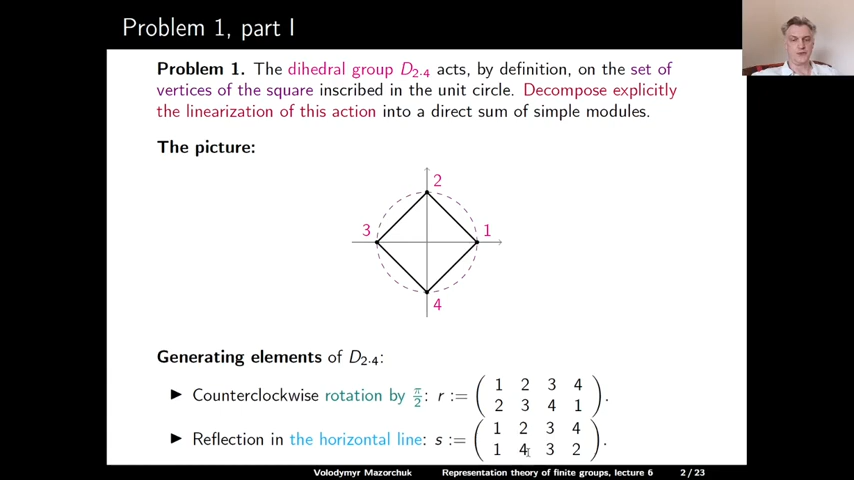 Problem 1, part I
Problem 1. The dihedral group D₂.₄ acts, by definition, on the set of
vertices of the square inscribed in the unit circle. Decompose explicitly
the linearization of this action into a direct sum of simple modules.
The picture:
2
3 1
4
Generating elements of D₂.₄:
► Counterclockwise rotation by π/2: r := ( 1 2 3 4
2 3 4 1 ).
► Reflection in the horizontal line: s := ( 1 2 3 4
1 4 3 2 ).
Volodymyr Mazorchuk Representation theory of finite groups, lecture 6 2/23